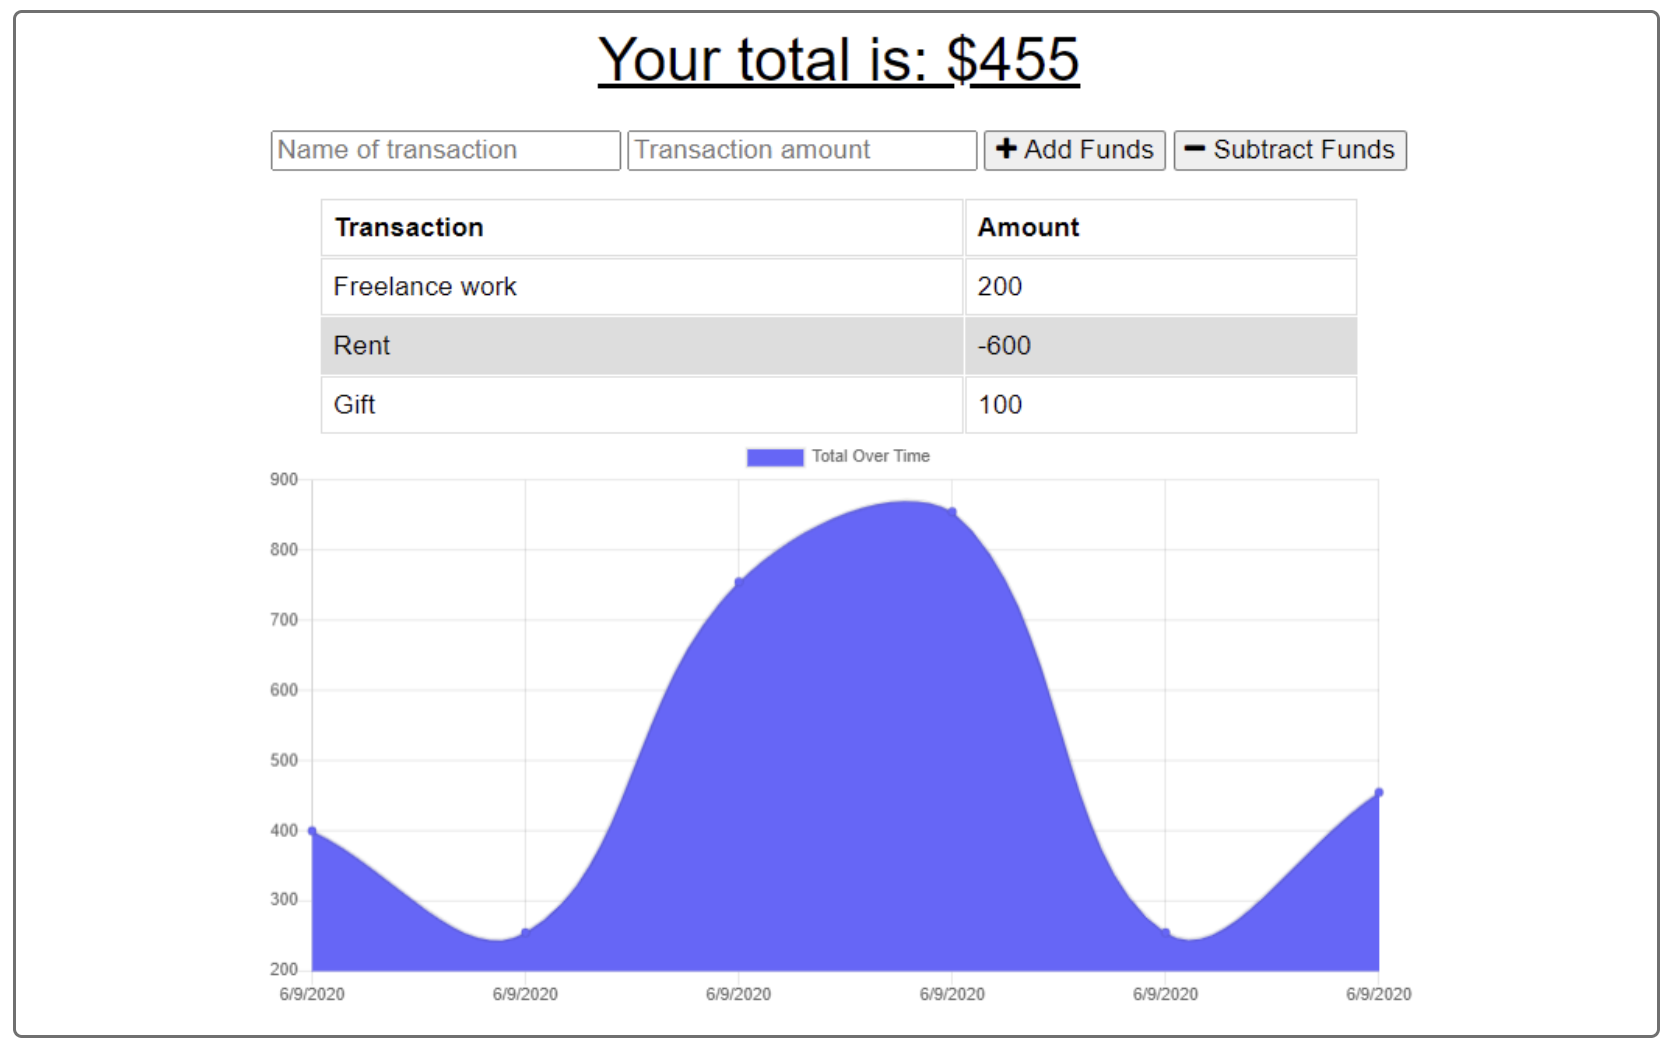 Your total is: $455
Name of transaction Transaction amount + Add Funds − Subtract Funds
Transaction Amount
Freelance work 200
Rent -600
Gift 100
Total Over Time
900
800
700
600
500
400
300
200
6/9/2020 6/9/2020 6/9/2020 6/9/2020 6/9/2020 6/9/2020